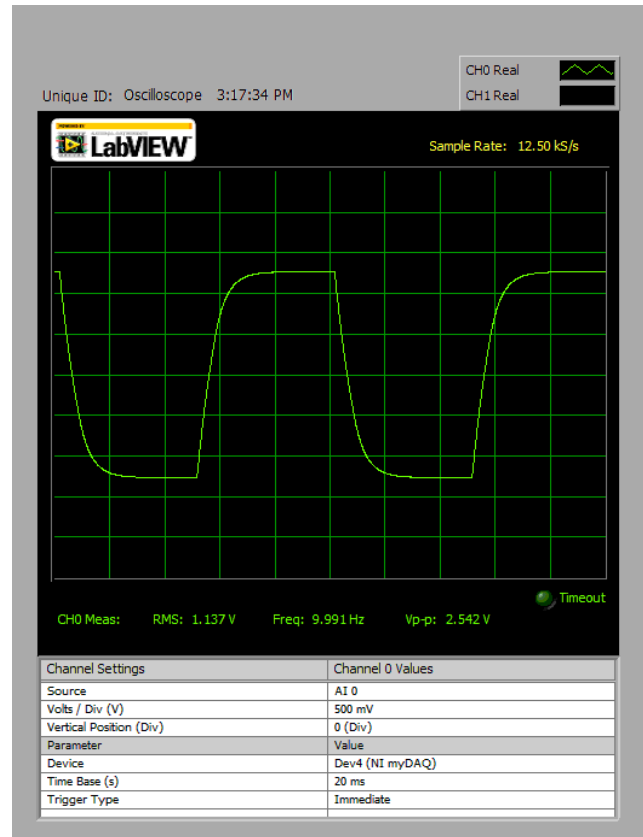 CH0 Real
Unique ID: Oscilloscope 3:17:34 PM
CH1 Real
LabVIEW
Sample Rate: 12.50 kS/s
Timeout
CH0 Meas: RMS: 1.137 V Freq: 9.991 Hz Vp-p: 2.542 V
Channel Settings Channel 0 Values
Source AI 0
Volts / Div (V) 500 mV
Vertical Position (Div) 0 (Div)
Parameter Value
Device Dev4 (NI myDAQ)
Time Base (s) 20 ms
Trigger Type Immediate